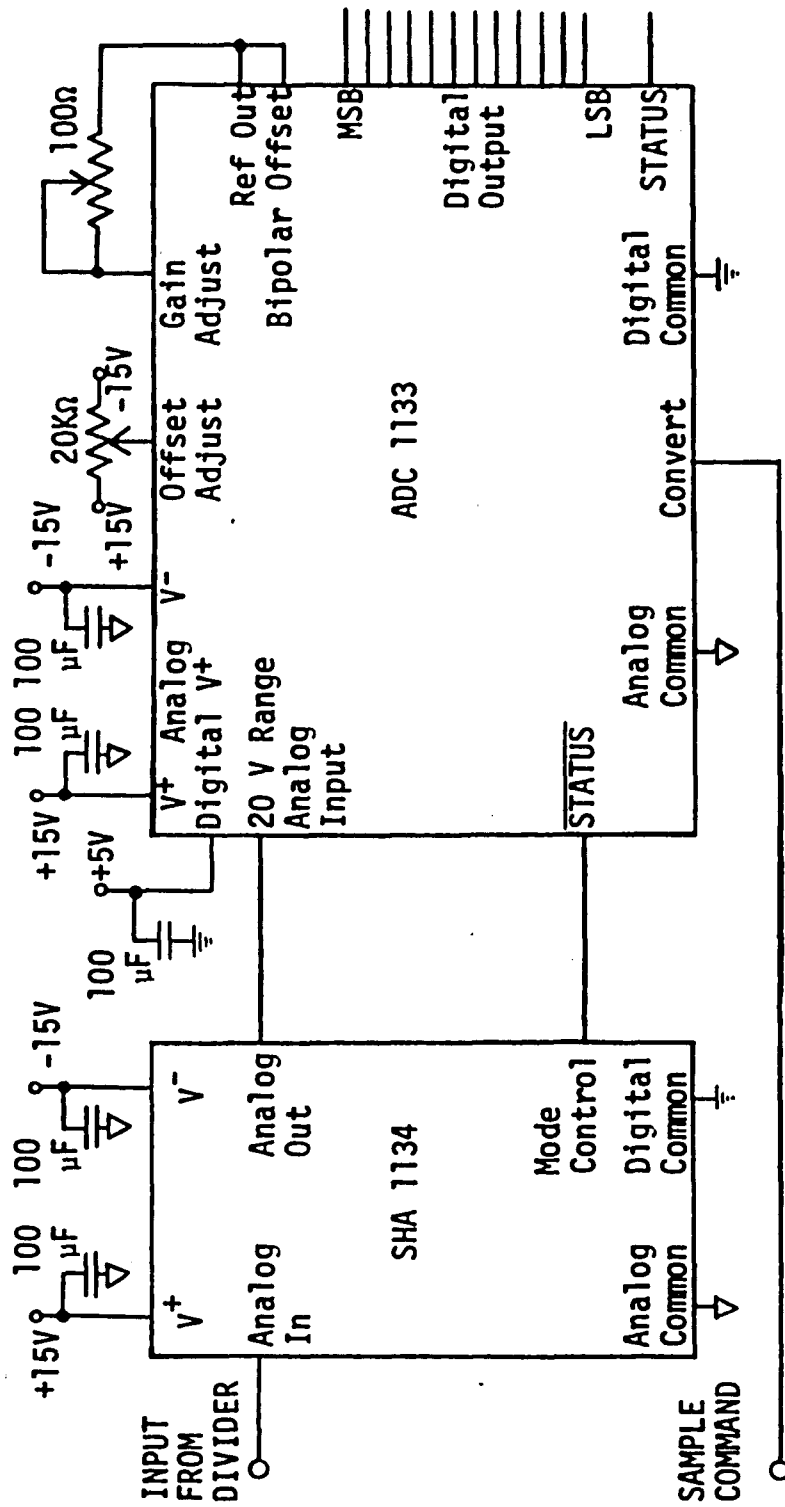 INPUT
FROM
DIVIDER
SAMPLE
COMMAND
+15V
100
µF
100
µF
-15V
V+
V-
Analog
In
Analog
Out
SHA 1134
Mode
Control
Analog
Common
Digital
Common
100
µF
+5V
+15V
100
µF
100
µF
-15V
+15V
20KΩ
-15V
100Ω
V+
Analog
V-
Digital V+
Offset
Adjust
Gain
Adjust
20 V Range
Analog
Input
Ref Out
Bipolar Offset
ADC 1133
MSB
Digital
Output
LSB
STATUS
STATUS
Analog
Common
Convert
Digital
Common